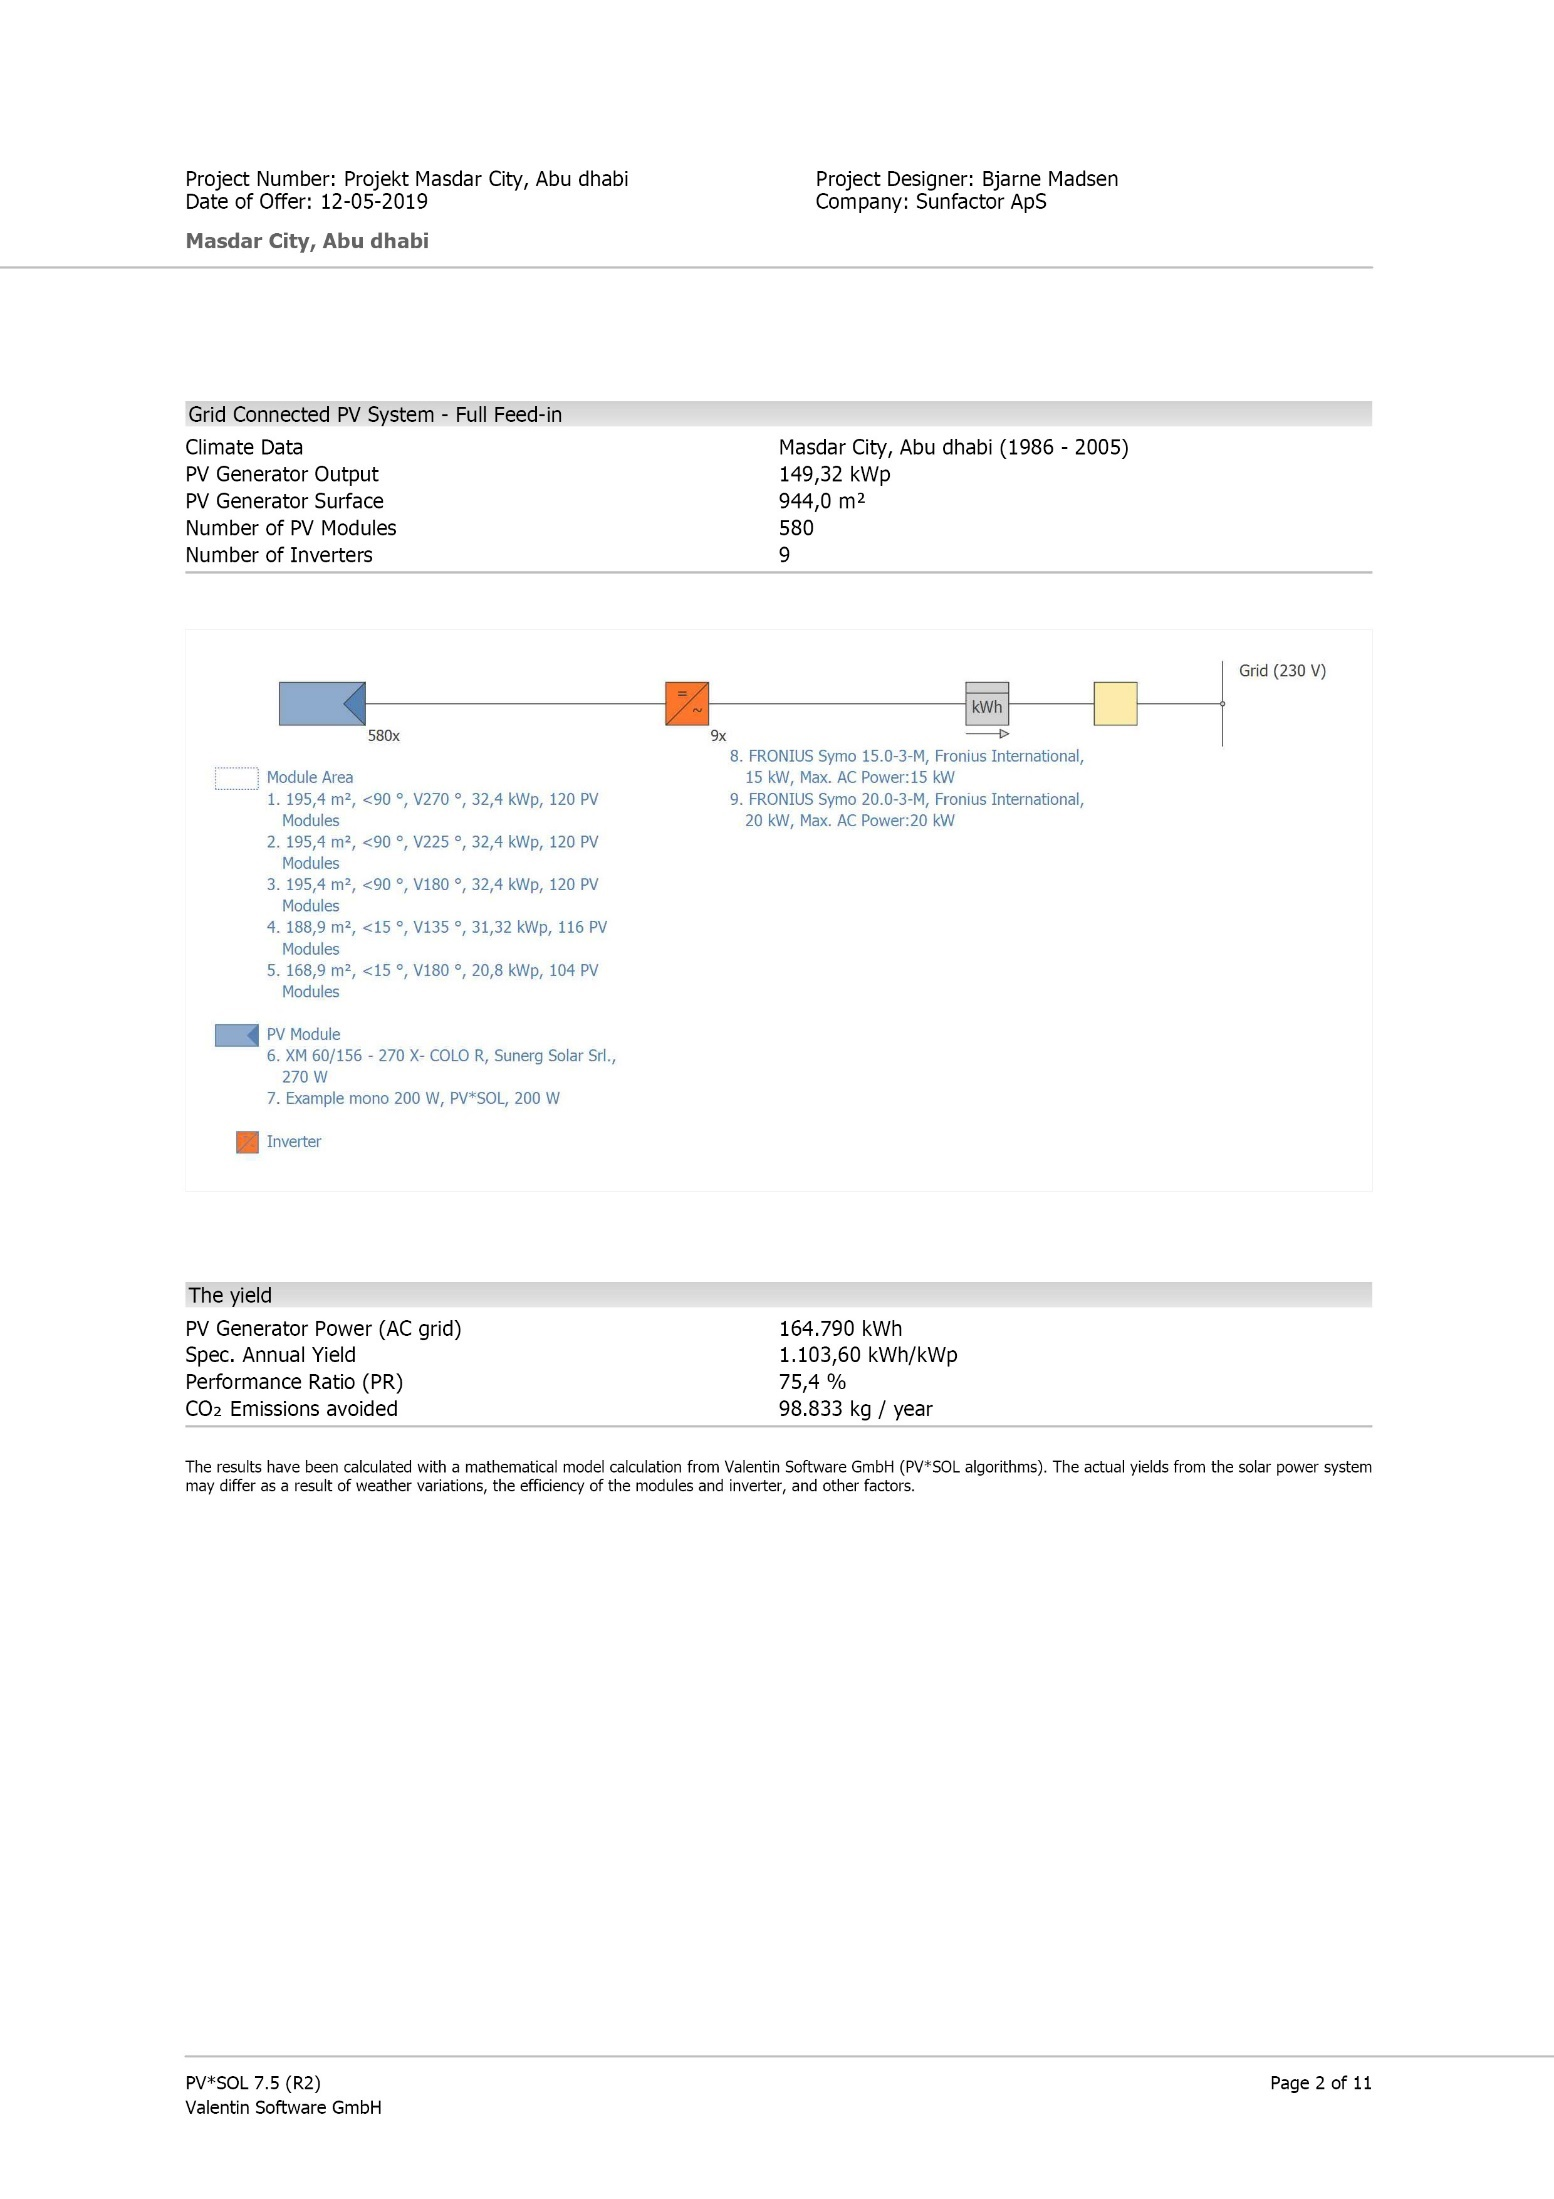 Project Number: Projekt Masdar City, Abu dhabi
Date of Offer: 12-05-2019
Project Designer: Bjarne Madsen
Company: Sunfactor ApS
Masdar City, Abu dhabi
Grid Connected PV System - Full Feed-in
Climate Data Masdar City, Abu dhabi (1986 - 2005)
PV Generator Output 149,32 kWp
PV Generator Surface 944,0 m²
Number of PV Modules 580
Number of Inverters 9
Grid (230 V)
=
~
kWh
580x
9x
Module Area
1. 195,4 m², <90 °, V270 °, 32,4 kWp, 120 PV
Modules
2. 195,4 m², <90 °, V225 °, 32,4 kWp, 120 PV
Modules
3. 195,4 m², <90 °, V180 °, 32,4 kWp, 120 PV
Modules
4. 188,9 m², <15 °, V135 °, 31,32 kWp, 116 PV
Modules
5. 168,9 m², <15 °, V180 °, 20,8 kWp, 104 PV
Modules
PV Module
6. XM 60/156 - 270 X- COLO R, Sunerg Solar Srl.,
270 W
7. Example mono 200 W, PV*SOL, 200 W
Inverter
8. FRONIUS Symo 15.0-3-M, Fronius International,
15 kW, Max. AC Power:15 kW
9. FRONIUS Symo 20.0-3-M, Fronius International,
20 kW, Max. AC Power:20 kW
The yield
PV Generator Power (AC grid) 164.790 kWh
Spec. Annual Yield 1.103,60 kWh/kWp
Performance Ratio (PR) 75,4 %
CO₂ Emissions avoided 98.833 kg / year
The results have been calculated with a mathematical model calculation from Valentin Software GmbH (PV*SOL algorithms). The actual yields from the solar power system
may differ as a result of weather variations, the efficiency of the modules and inverter, and other factors.
PV*SOL 7.5 (R2)
Valentin Software GmbH
Page 2 of 11